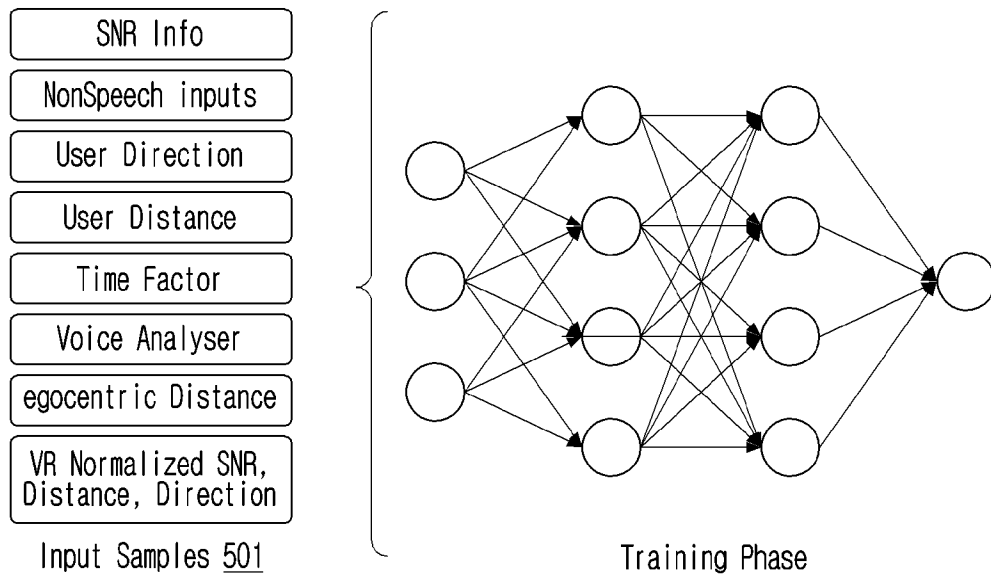 SNR Info
NonSpeech inputs
User Direction
User Distance
Time Factor
Voice Analyser
egocentric Distance
VR Normalized SNR,
Distance, Direction
Input Samples 501
Training Phase